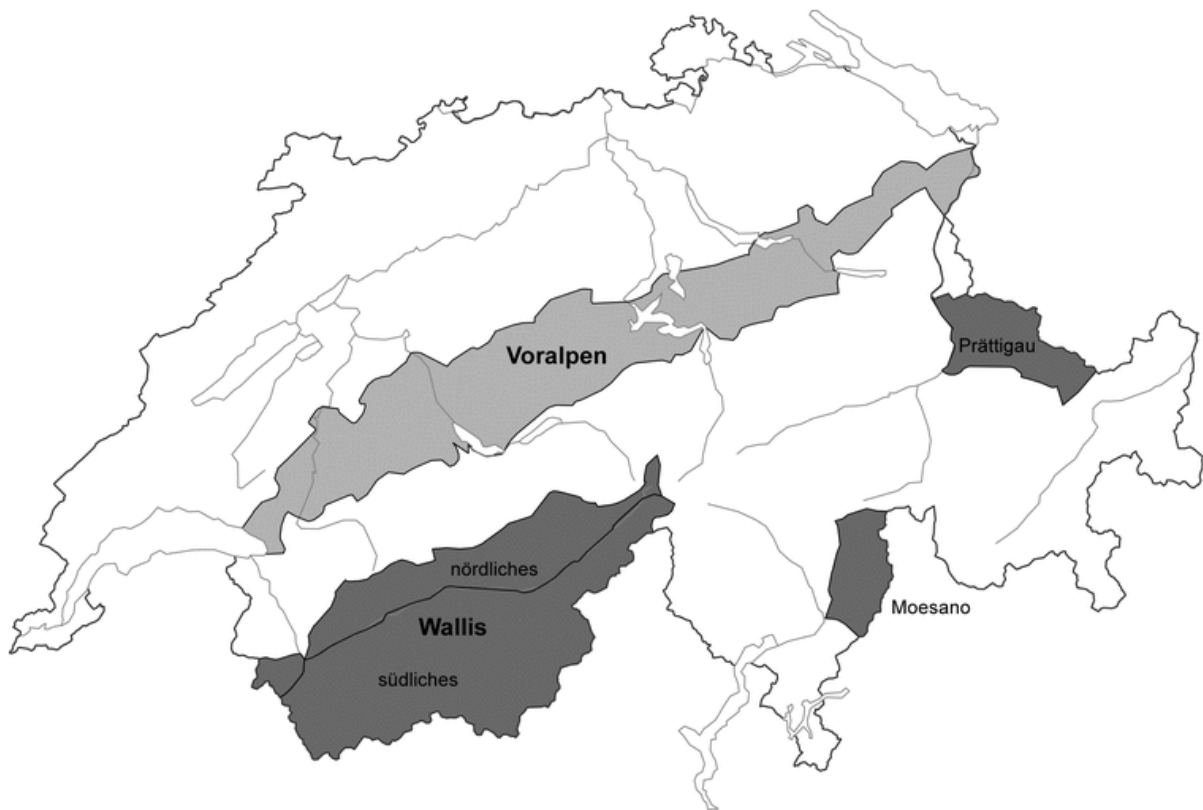 Voralpen
Prättigau
nördliches
Wallis
südliches
Moesano